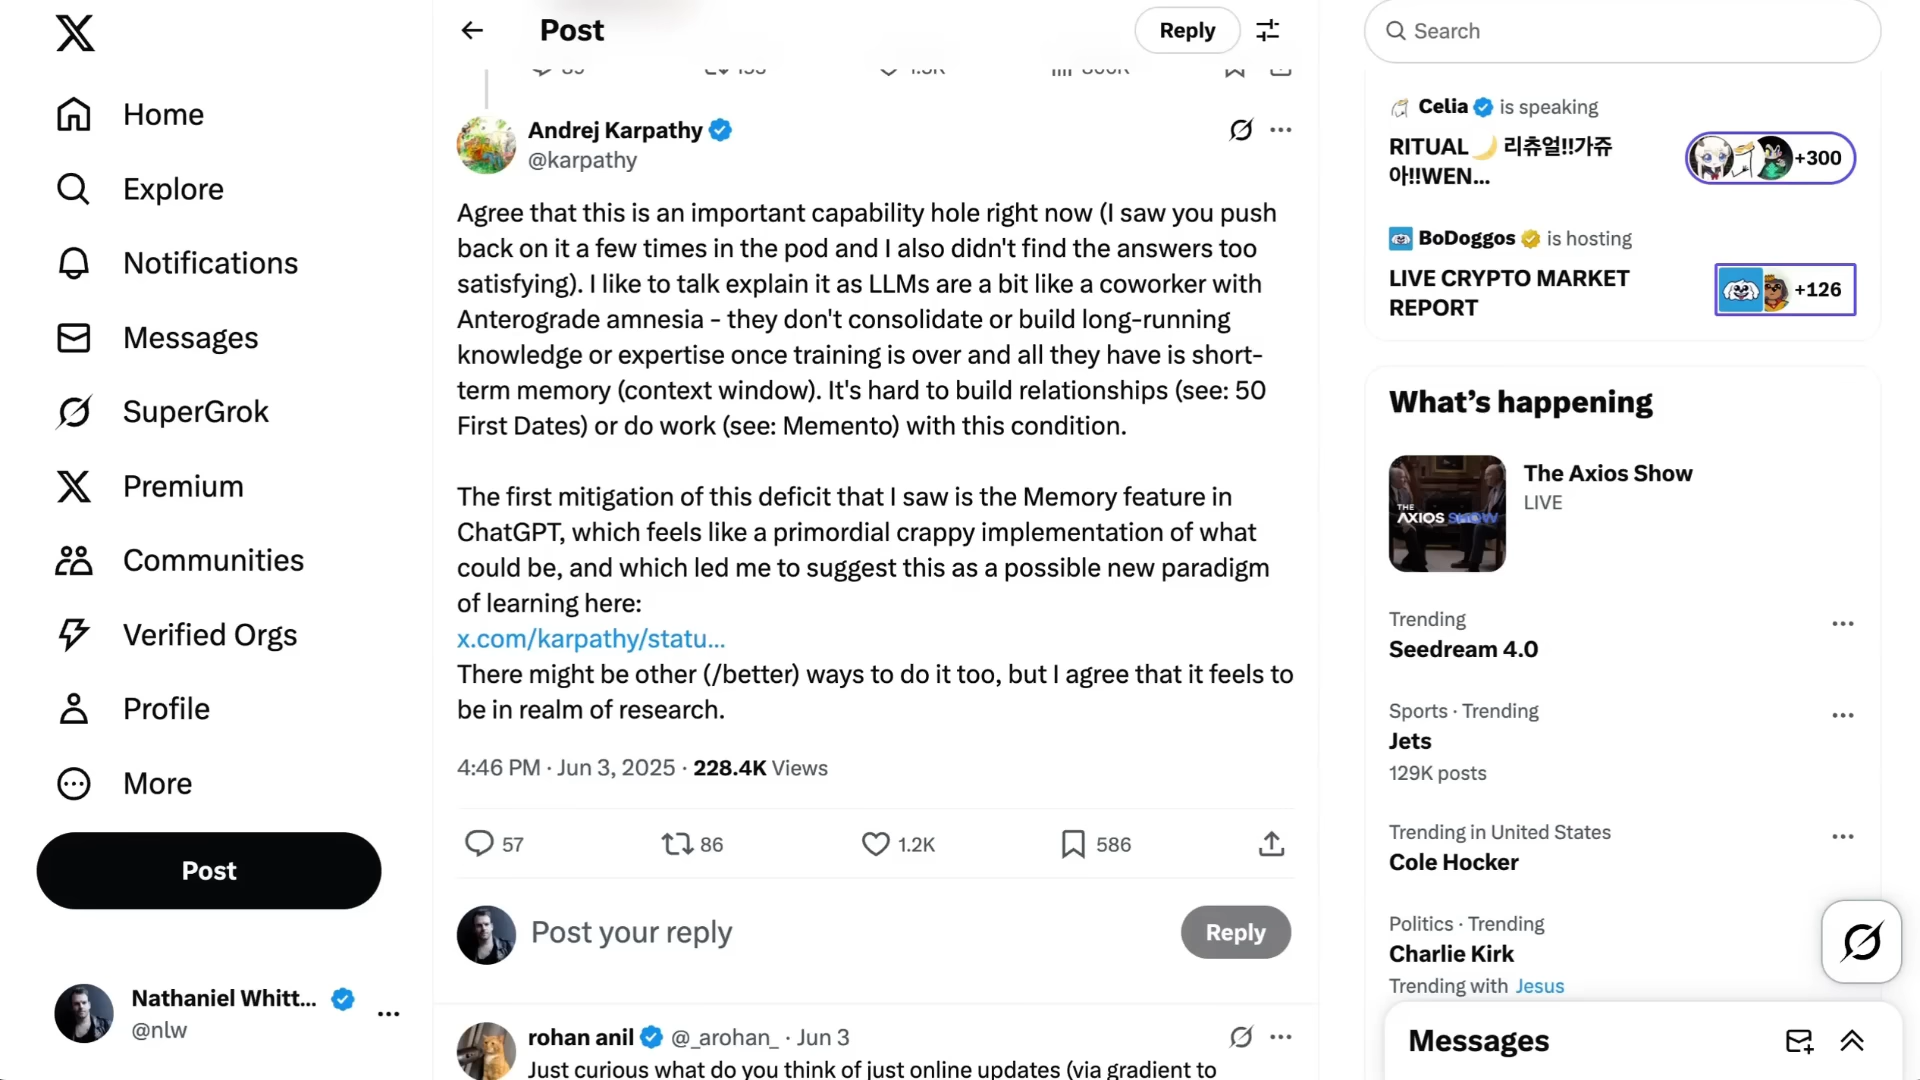 Home
Explore
Notifications
Messages
SuperGrok
Premium
Communities
Verified Orgs
Profile
More
Post
Nathaniel Whitt...
@nlw
Post
Reply
Andrej Karpathy
@karpathy
Agree that this is an important capability hole right now (I saw you push
back on it a few times in the pod and I also didn't find the answers too
satisfying). I like to talk explain it as LLMs are a bit like a coworker with
Anterograde amnesia - they don't consolidate or build long-running
knowledge or expertise once training is over and all they have is short-
term memory (context window). It's hard to build relationships (see: 50
First Dates) or do work (see: Memento) with this condition.
The first mitigation of this deficit that I saw is the Memory feature in
ChatGPT, which feels like a primordial crappy implementation of what
could be, and which led me to suggest this as a possible new paradigm
of learning here:
x.com/karpathy/statu...
There might be other (/better) ways to do it too, but I agree that it feels to
be in realm of research.
4:46 PM · Jun 3, 2025 · 228.4K Views
57 86 1.2K 586
Post your reply
Reply
rohan anil @_arohan_ · Jun 3
Just curious what do you think of just online updates (via gradient to
Search
Celia is speaking
RITUAL🌙 리츄얼!!가쥬
아!!WEN...
+300
BoDoggos is hosting
LIVE CRYPTO MARKET
REPORT
+126
What's happening
THE
AXIOS SHOW
The Axios Show
LIVE
Trending
Seedream 4.0
Sports · Trending
Jets
129K posts
Trending in United States
Cole Hocker
Politics · Trending
Charlie Kirk
Trending with Jesus
Messages